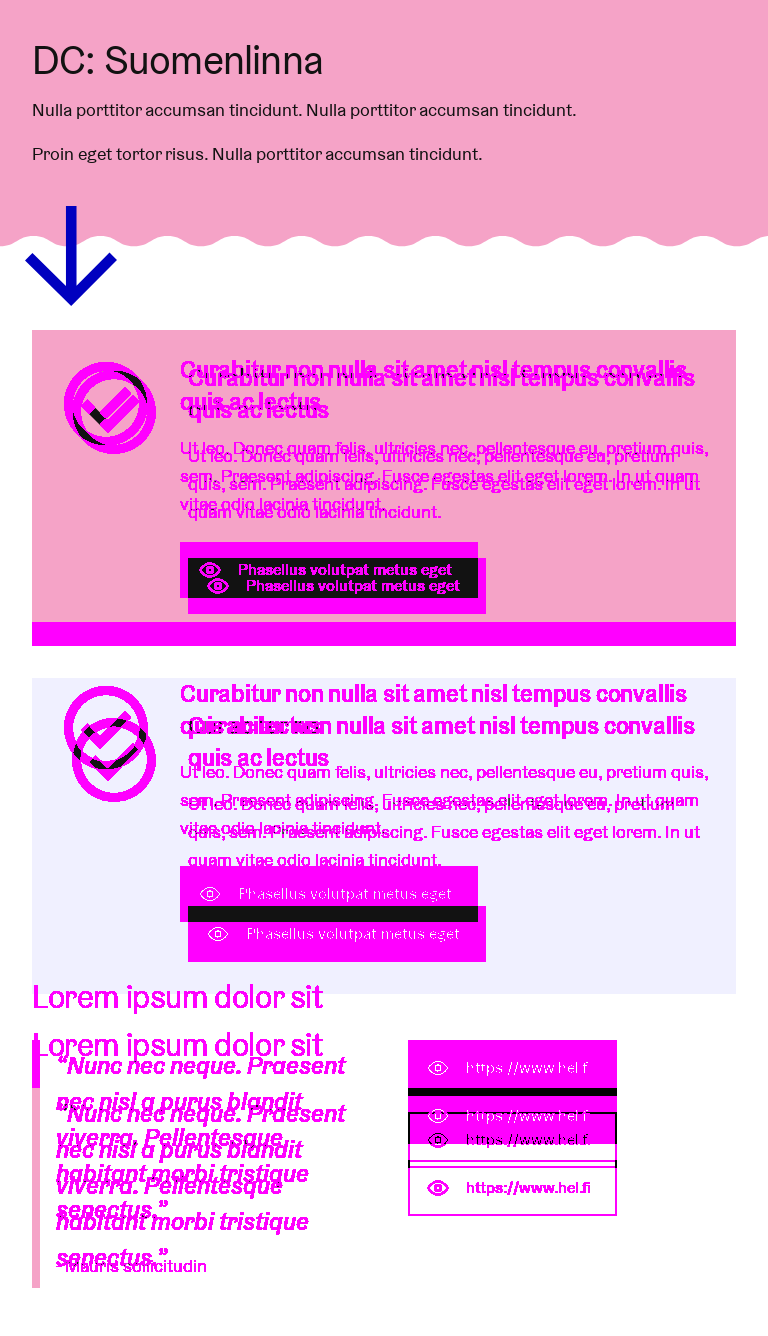 DC: Suomenlinna
Nulla porttitor accumsan tincidunt. Nulla porttitor accumsan tincidunt.
Proin eget tortor risus. Nulla porttitor accumsan tincidunt.
Curabitur non nulla sit amet nisl tempus convallis
Curabitur non nulla sit amet nisl tempus convallis
quis ac lectus
quis ac lectus
Ut leo. Donec quam felis, ultricies nec, pellentesque eu, pretium quis,
Ut leo. Donec quam felis, ultricies nec, pellentesque eu, pretium
sem. Praesent adipiscing. Fusce egestas elit eget lorem. In ut quam
quis, sem. Praesent adipiscing. Fusce egestas elit eget lorem. In ut
vitae odio lacinia tincidunt.
quam vitae odio lacinia tincidunt.
Phasellus volutpat metus eget
Phasellus volutpat metus eget
Curabitur non nulla sit amet nisl tempus convallis
quis ac lectus
Curabitur non nulla sit amet nisl tempus convallis
quis ac lectus
Ut leo. Donec quam felis, ultricies nec, pellentesque eu, pretium quis,
sem. Praesent adipiscing. Fusce egestas elit eget lorem. In ut quam
Ut leo. Donec quam felis, ultricies nec, pellentesque eu, pretium
vitae odio lacinia tincidunt.
quis, sem. Praesent adipiscing. Fusce egestas elit eget lorem. In ut
quam vitae odio lacinia tincidunt.
Phasellus volutpat metus eget
Phasellus volutpat metus eget
Lorem ipsum dolor sit
Lorem ipsum dolor sit
“Nunc nec neque. Praesent
nec nisl a purus blandit
“Nunc nec neque. Praesent
viverra. Pellentesque
nec nisl a purus blandit
habitant morbi tristique
viverra. Pellentesque
senectus.”
habitant morbi tristique
senectus.”
- Mauris sollicitudin
https://www.hel.fi
https://www.hel.fi
https://www.hel.fi
https://www.hel.fi